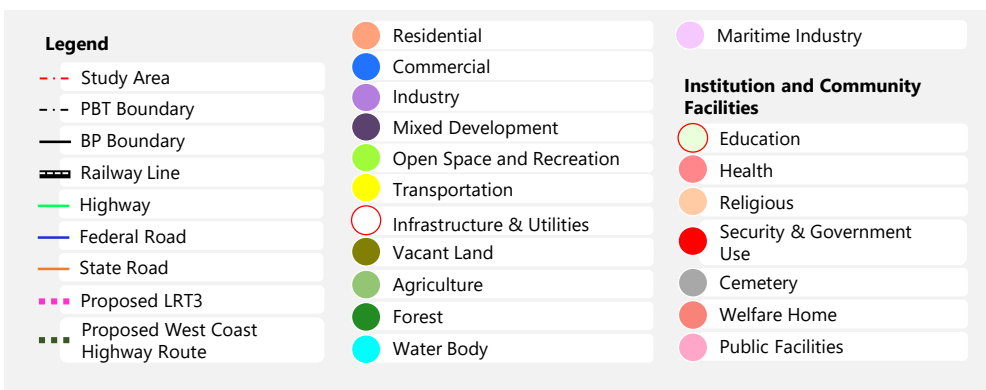 Legend
Study Area
PBT Boundary
BP Boundary
Railway Line
Highway
Federal Road
State Road
Proposed LRT3
Proposed West Coast
Highway Route
Residential
Commercial
Industry
Mixed Development
Open Space and Recreation
Transportation
Infrastructure & Utilities
Vacant Land
Agriculture
Forest
Water Body
Maritime Industry
Institution and Community
Facilities
Education
Health
Religious
Security & Government
Use
Cemetery
Welfare Home
Public Facilities